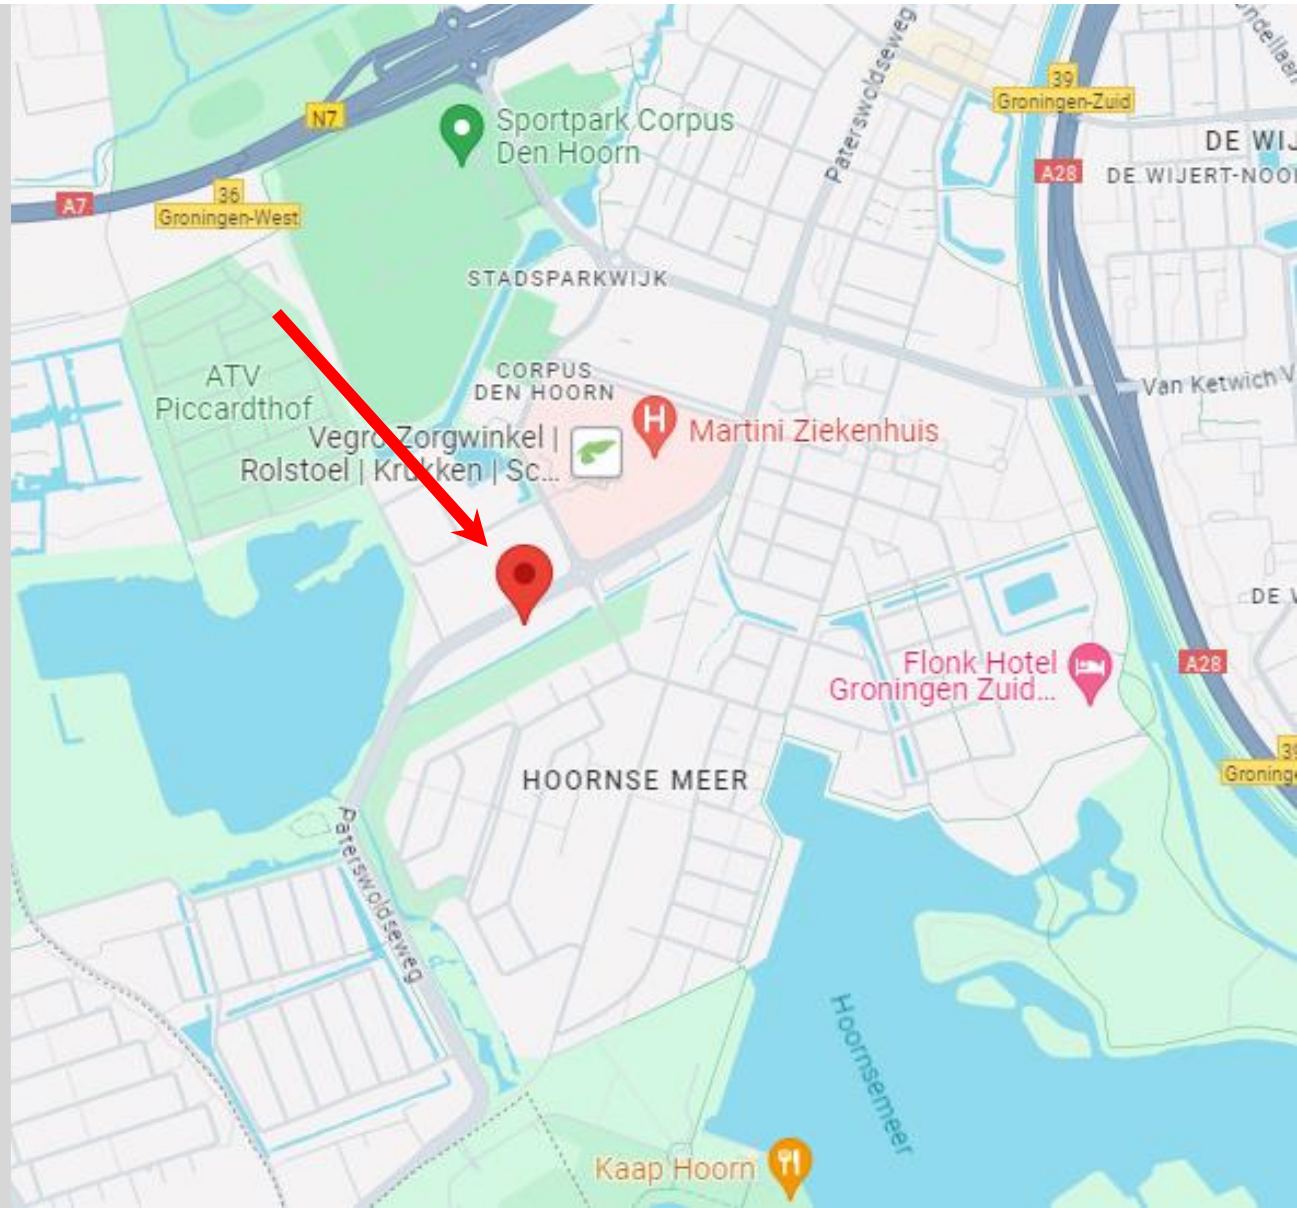 Paterswoldseweg
39
Groningen-Zuid
N7
Sportpark Corpus
Den Hoorn
DE WIJ
A28
DE WIJERT-NOO
36
Groningen-West
A7
STADSPARKWIJK
CORPUS
DEN HOORN
Van Ketwich V
ATV
Piccardthof
H
Martini Ziekenhuis
Vegro Zorgwinkel |
Rolstoel | Krukken | Sc...
DE
Flonk Hotel
Groningen Zuid...
A28
39
Groninge
HOORNSE MEER
Paterswoldseweg
Hoornsemeer
Kaap Hoorn